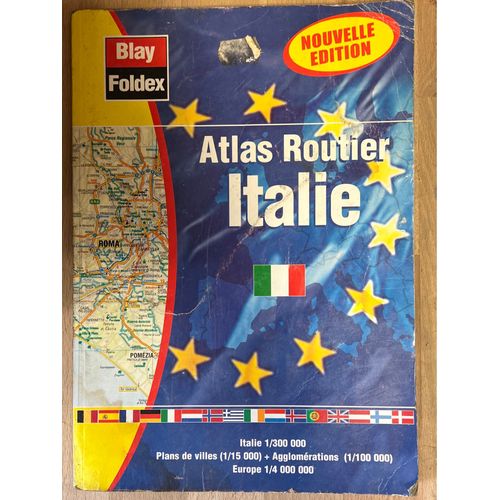 Blay
Foldex
NOUVELLE
EDITION
Atlas Routier
Italie
ROMA
POMÉZIA
Italie 1/300 000
Plans de villes (1/15 000) + Agglomérations (1/100 000)
Europe 1/4 000 000